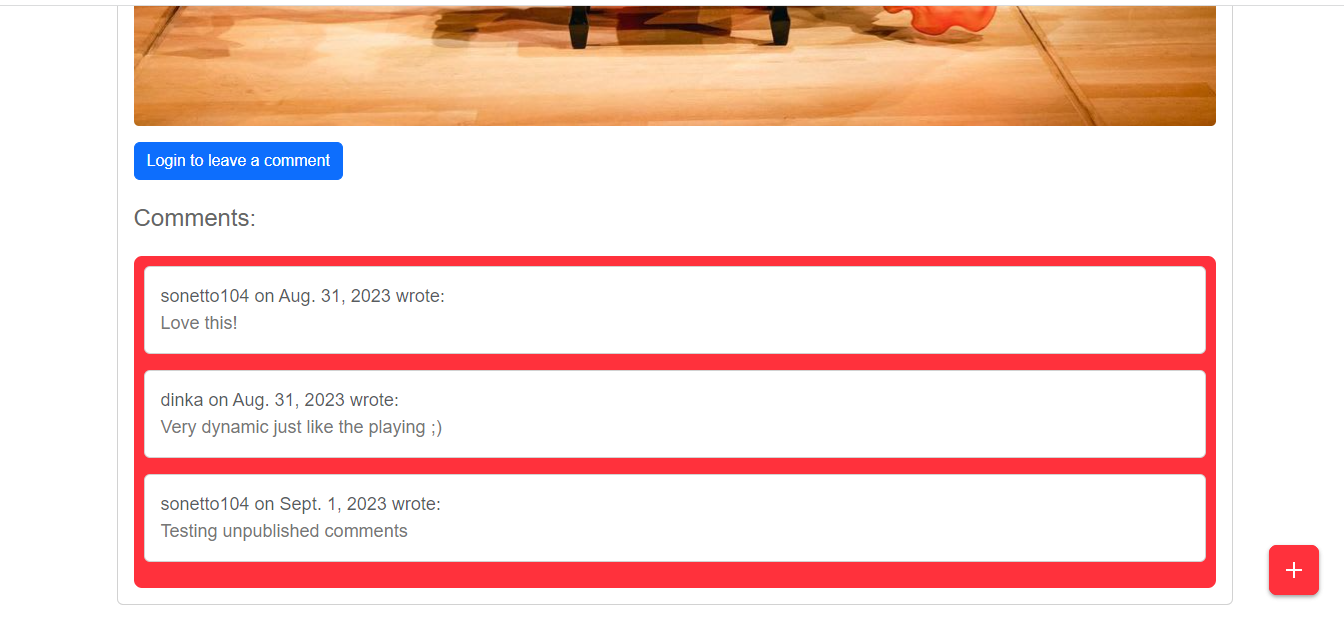 Login to leave a comment
Comments:
sonetto104 on Aug. 31, 2023 wrote:
Love this!
dinka on Aug. 31, 2023 wrote:
Very dynamic just like the playing ;)
sonetto104 on Sept. 1, 2023 wrote:
Testing unpublished comments
+